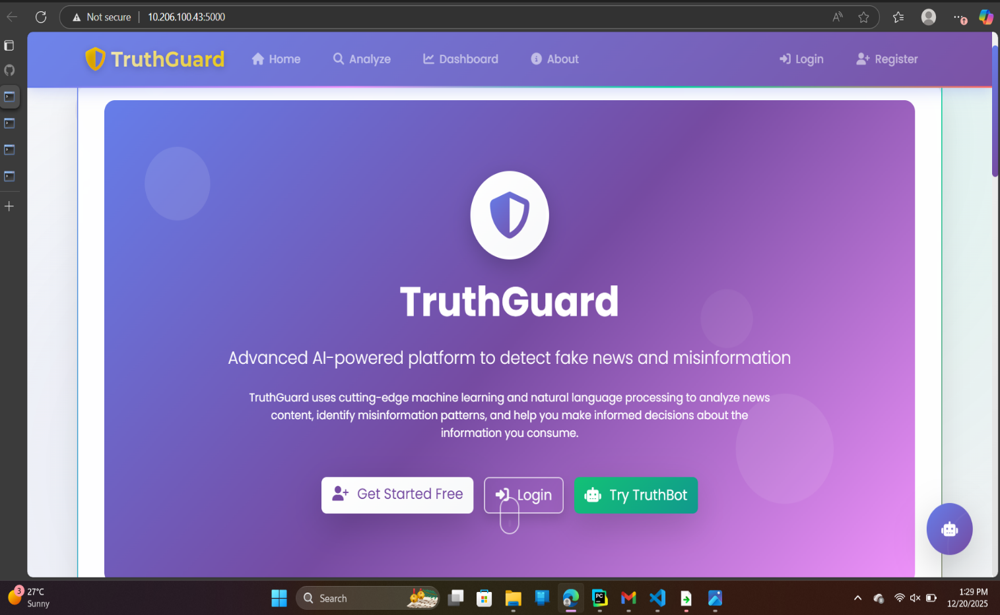 Not secure
10.206.100.43:5000
TruthGuard
Home
Analyze
Dashboard
About
Login
Register
TruthGuard
Advanced AI-powered platform to detect fake news and misinformation
TruthGuard uses cutting-edge machine learning and natural language processing to analyze news
content, identify misinformation patterns, and help you make informed decisions about the
information you consume.
Get Started Free
Login
Try TruthBot
3
27°C
Sunny
Search
PC
1:29 PM
12/20/2025